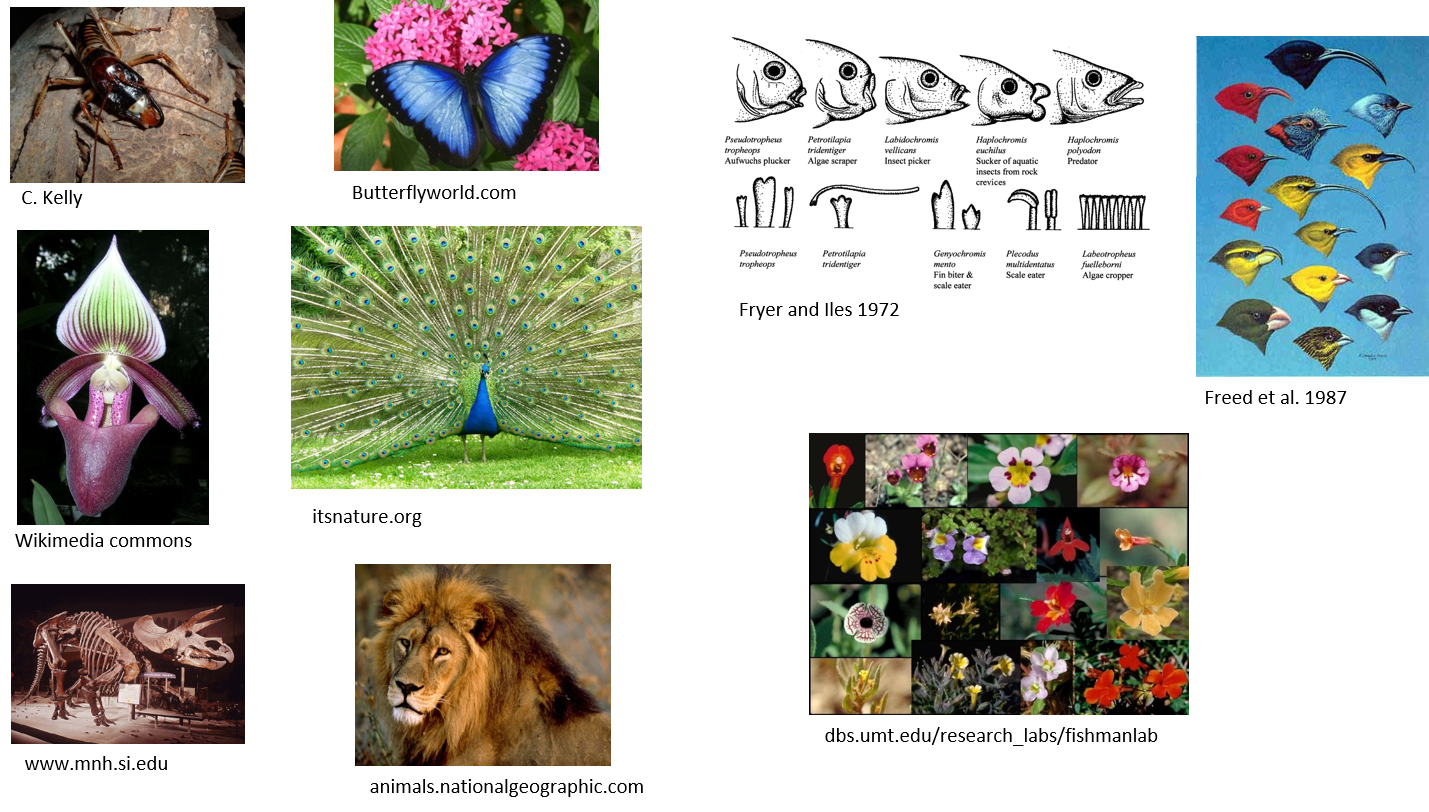 C. Kelly
Butterflyworld.com
Wikimedia commons
itsnature.org
www.mnh.si.edu
animals.nationalgeographic.com
Pseudotropheus
tropheops
Aufwuchs plucker
Petrotilapia
tridentiger
Algae scraper
Labidochromis
vellicans
Insect picker
Haplochromis
euchilus
Sucker of aquatic
insects from rock
crevices
Haplochromis
polyodon
Predator
Pseudotropheus
tropheops
Petrotilapia
tridentiger
Genyochromis
mento
Fin biter &
scale eater
Plecodus
multidentatus
Scale eater
Labeotropheus
fuelleborni
Algae cropper
Fryer and Iles 1972
Freed et al. 1987
dbs.umt.edu/research_labs/fishmanlab